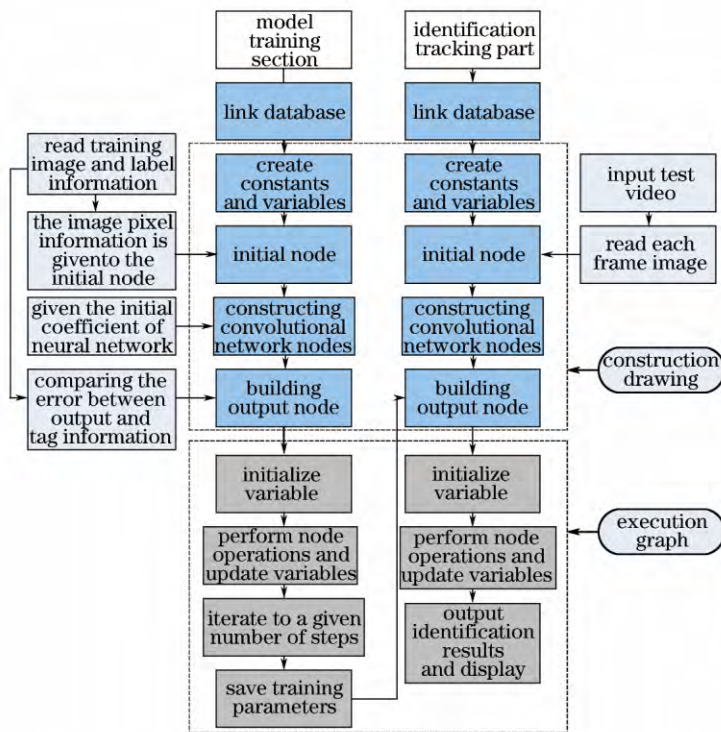 model
training
section
identification
tracking part
link database
link database
read training
image and label
information
create
constants
and variables
create
constants
and variables
input test
video
the image pixel
information is
givento the
initial node
initial node
initial node
read each
frame image
given the initial
coefficient of
neural network
constructing
convolutional
network nodes
constructing
convolutional
network nodes
construction
drawing
comparing the
error between
output and
tag information
building
output node
building
output node
initialize
variable
initialize
variable
execution
graph
perform node
operations and
update variables
perform node
operations and
update variables
iterate to a given
number of steps
output
identification
results
and display
save training
parameters